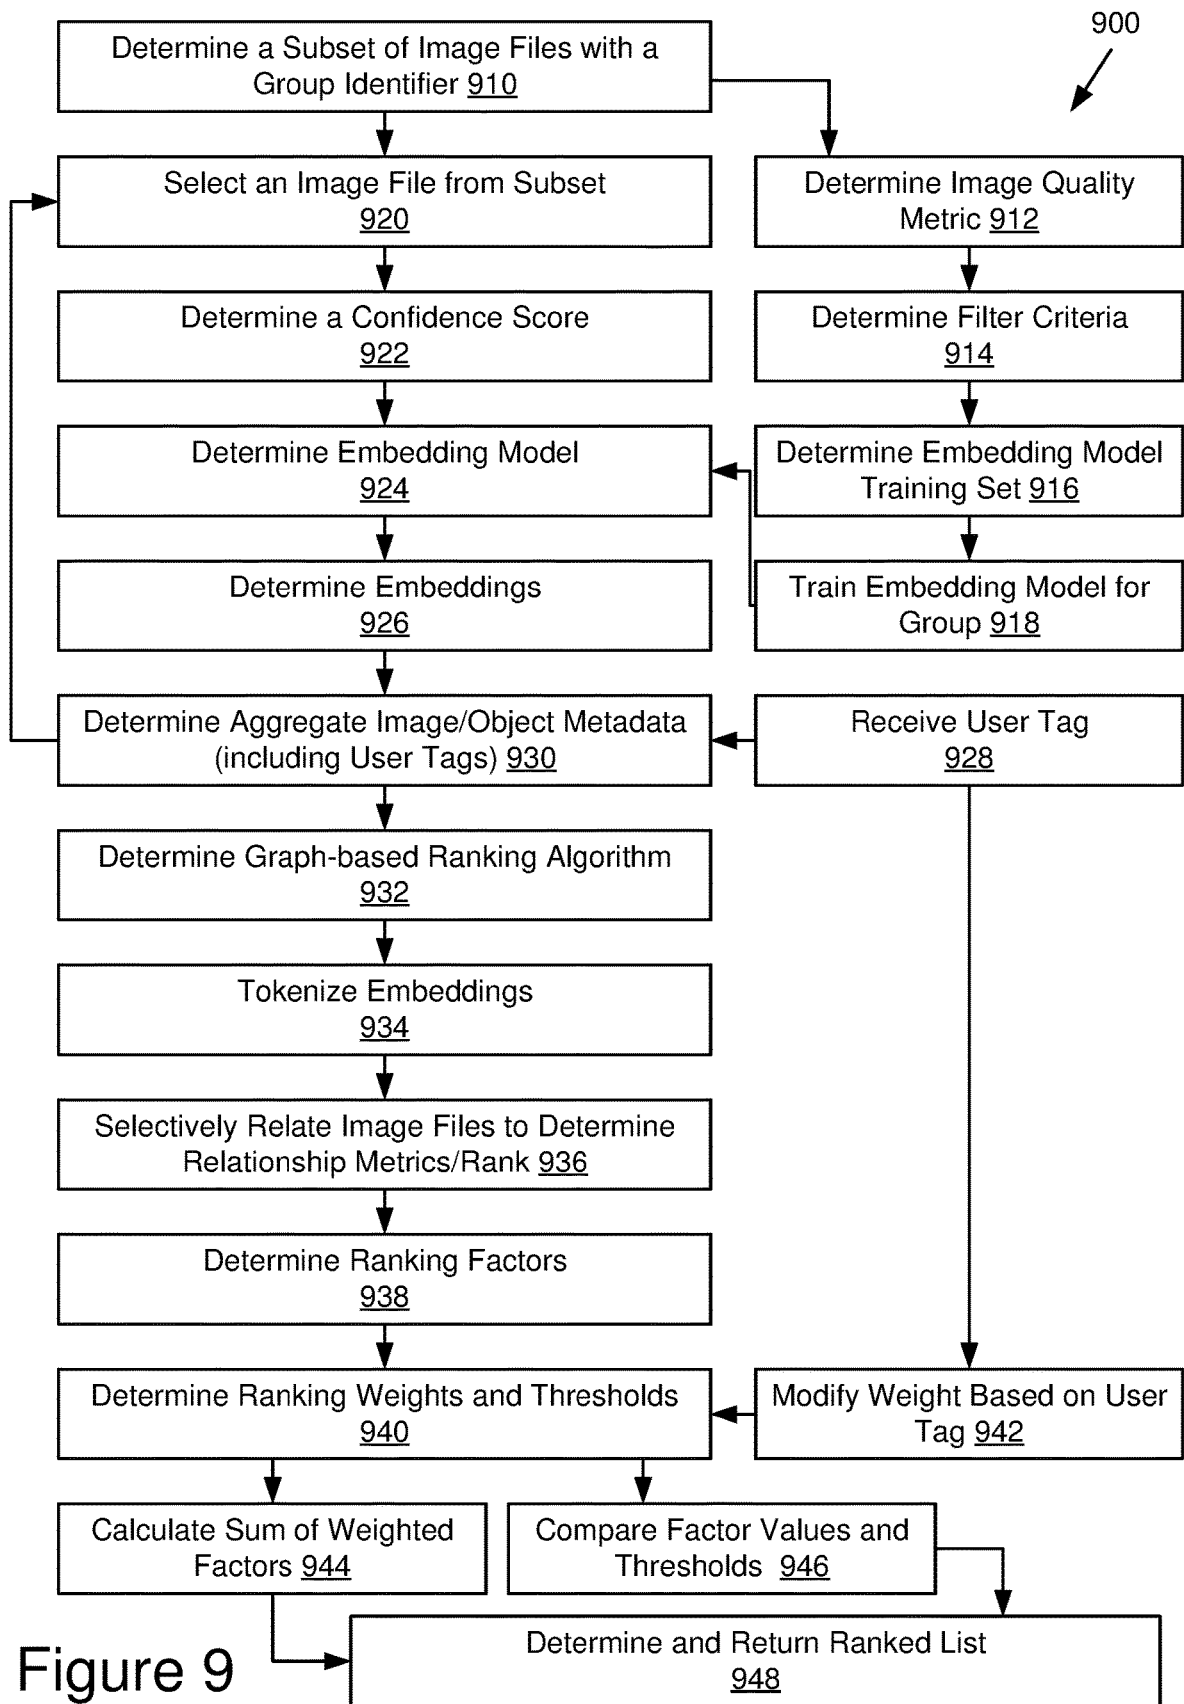 900
Determine a Subset of Image Files with a
Group Identifier 910
Select an Image File from Subset
920
Determine Image Quality
Metric 912
Determine a Confidence Score
922
Determine Filter Criteria
914
Determine Embedding Model
924
Determine Embedding Model
Training Set 916
Determine Embeddings
926
Train Embedding Model for
Group 918
Determine Aggregate Image/Object Metadata
(including User Tags) 930
Receive User Tag
928
Determine Graph-based Ranking Algorithm
932
Tokenize Embeddings
934
Selectively Relate Image Files to Determine
Relationship Metrics/Rank 936
Determine Ranking Factors
938
Determine Ranking Weights and Thresholds
940
Modify Weight Based on User
Tag 942
Calculate Sum of Weighted
Factors 944
Compare Factor Values and
Thresholds 946
Determine and Return Ranked List
948
Figure 9